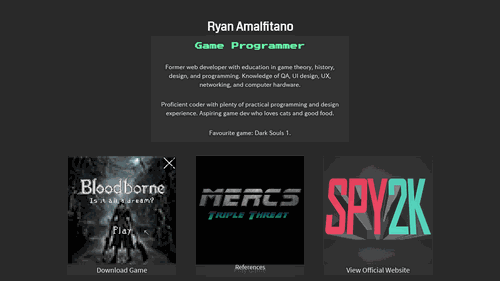 Ryan Amalfitano
Game Programmer
Former web developer with education in game theory, history,
design, and programming. Knowledge of QA, UI design, UX,
networking, and computer hardware.
Proficient coder with plenty of practical programming and design
experience. Aspiring game dev who loves cats and good food.
Favourite game: Dark Souls 1.
Bloodborne
Is it all a dream?
Play
Download Game
MERCS
TRIPLE THREAT
References
SPY2K
View Official Website